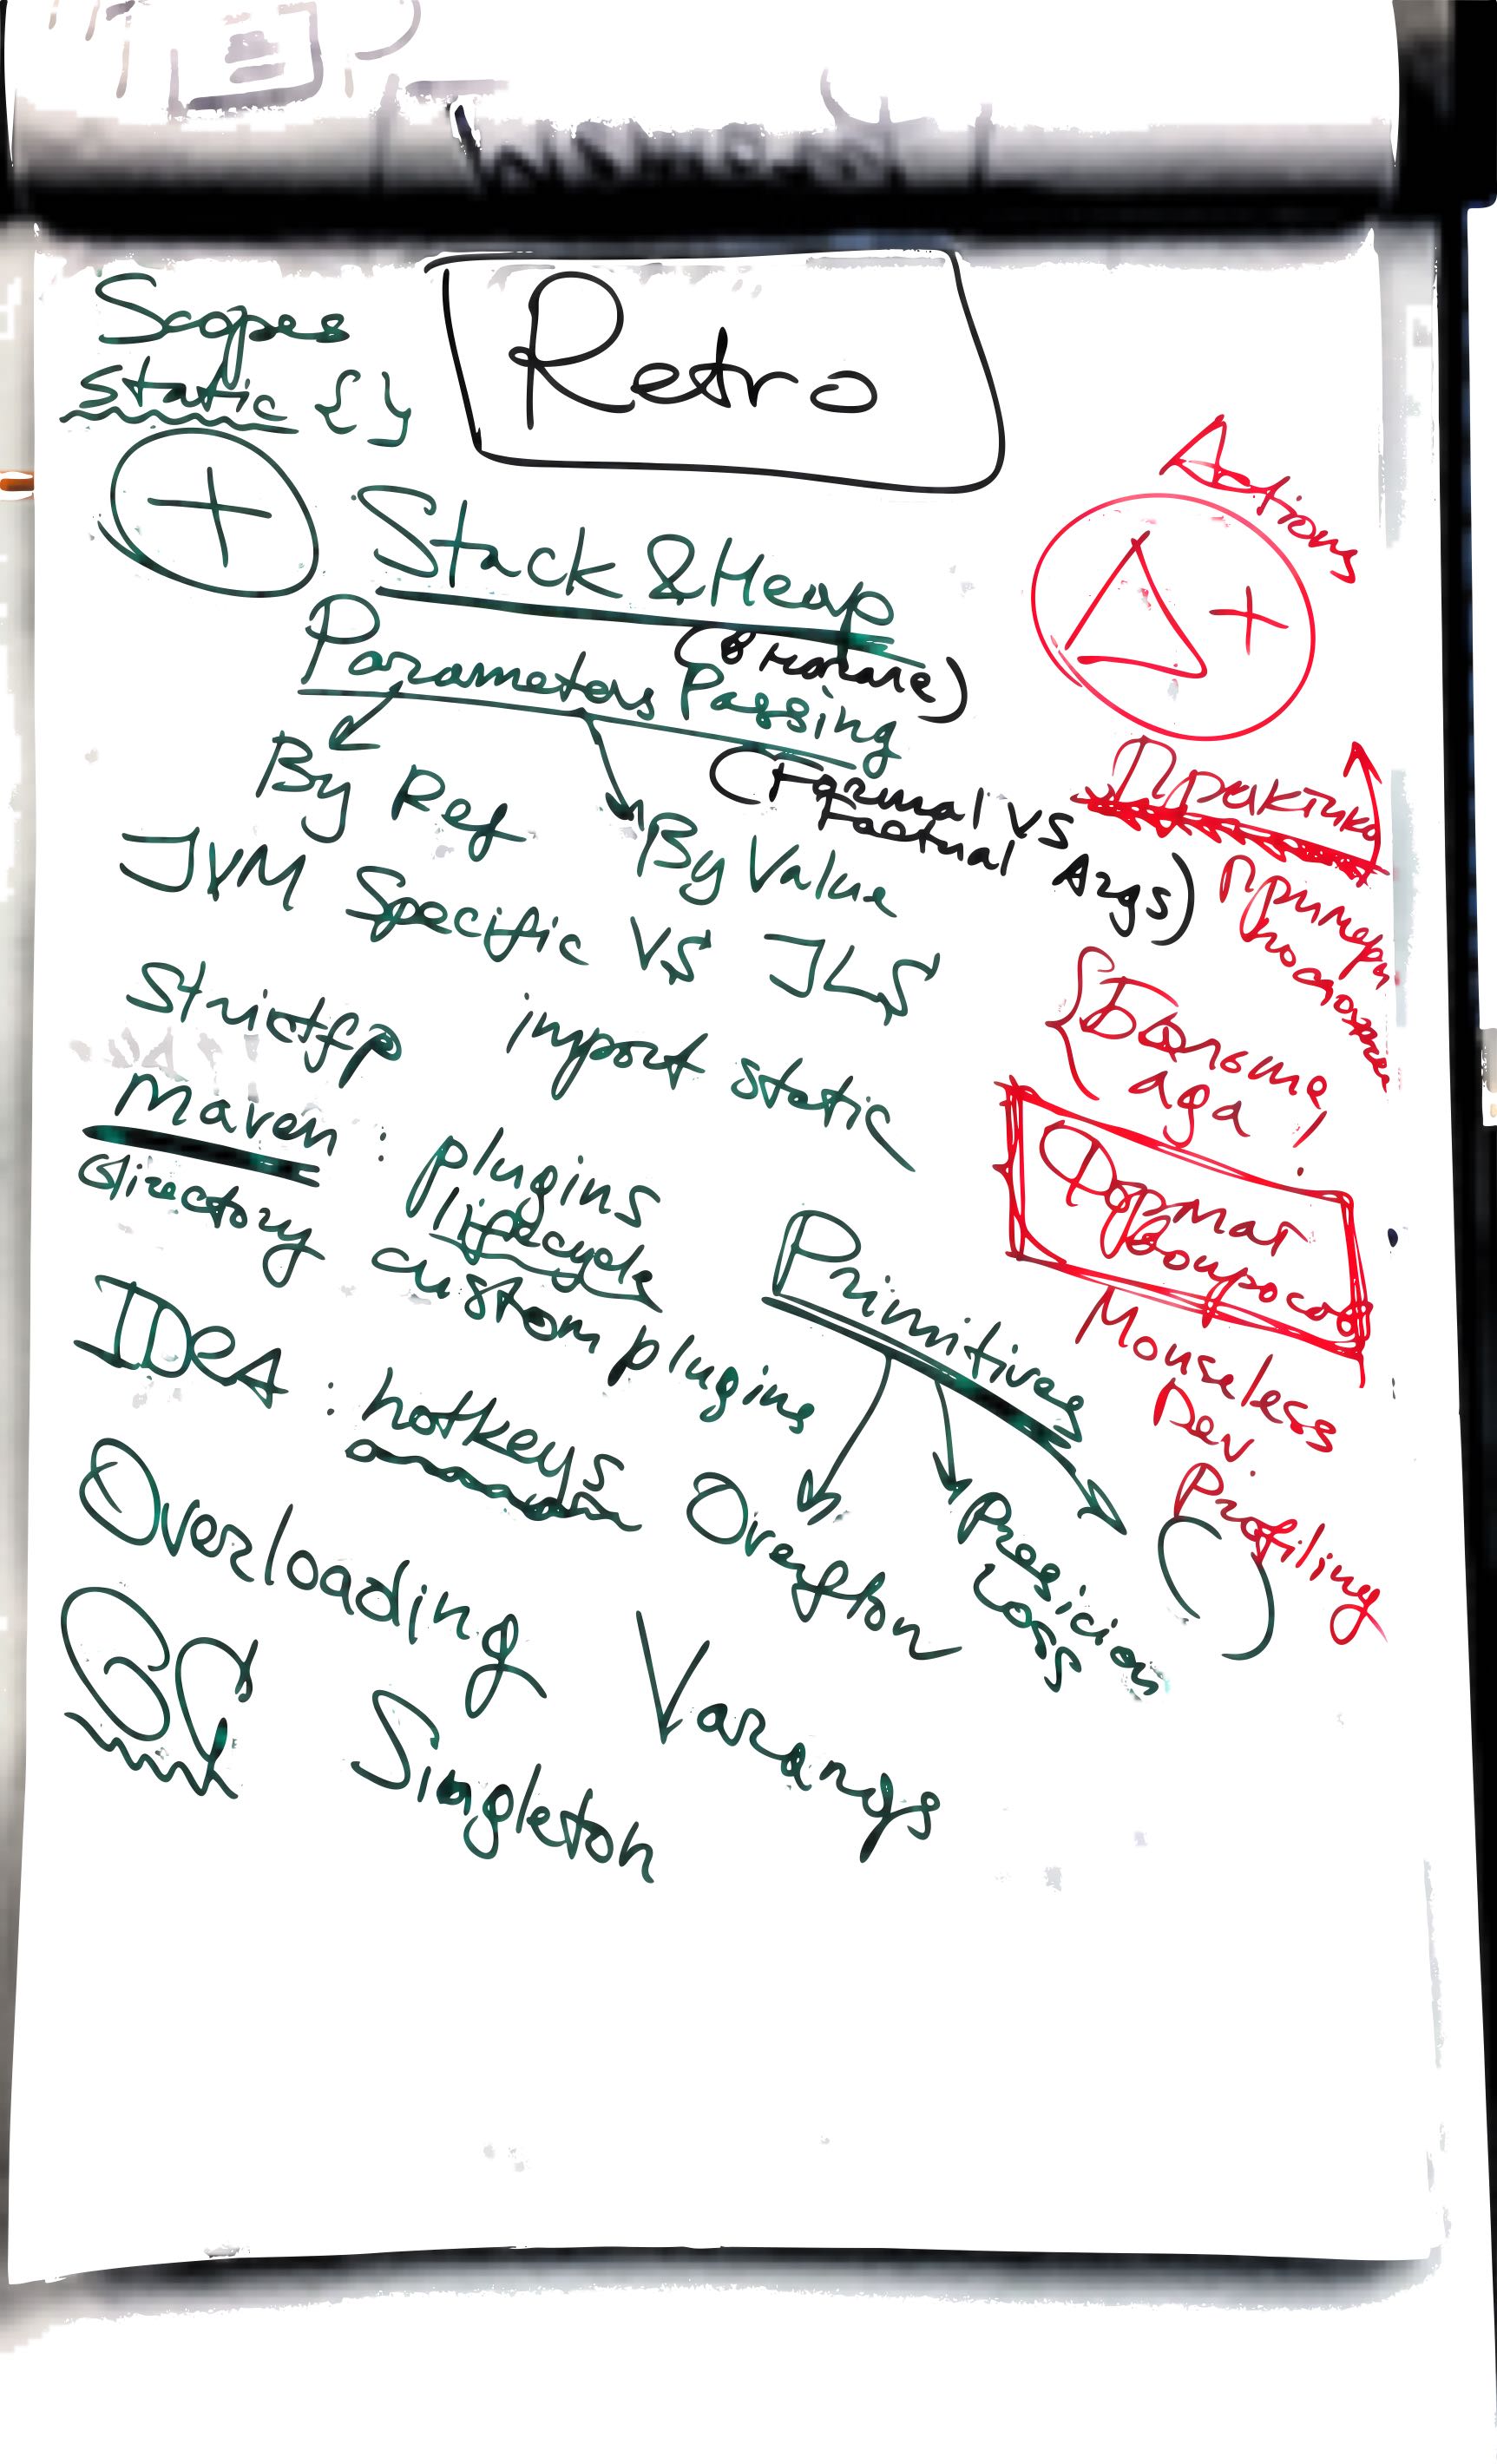 Retro
Scopes
static {}
+
Stack & Heap
Parameters Passing
(Formal vs
Factual Args)
By Ref
By Value
JVM Specific VS JLS
Strictfp import static
Maven: plugins
lifecycle
directory
custom plugins
IDEA: hotkeys
Primitives
Overflow
Presicion
Loss
Overloading
Varargs
GC
Singleton
Actions
Δ+
Практика
Примеры
Больше
ада
Формат
Вопросов
Mouseless
Dev.
Profiling